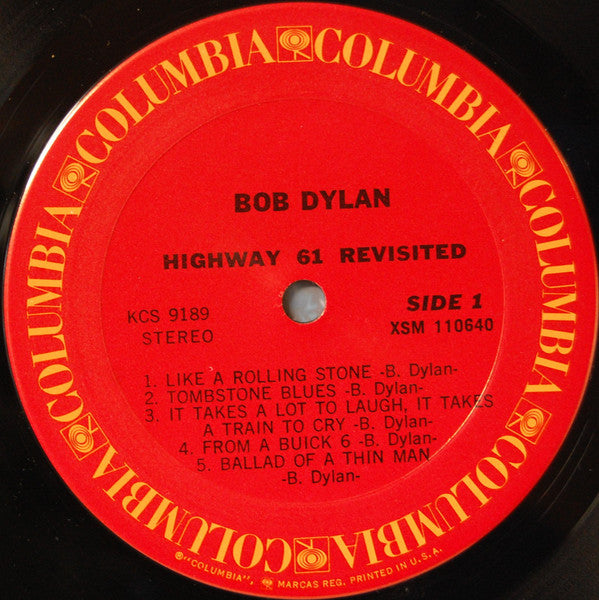 COLUMBIA COLUMBIA COLUMBIA COLUMBIA COLUMBIA COLUMBIA
BOB DYLAN
HIGHWAY 61 REVISITED
KCS 9189
STEREO
SIDE 1
XSM 110640
1. LIKE A ROLLING STONE -B. Dylan-
2. TOMBSTONE BLUES -B. Dylan-
3. IT TAKES A LOT TO LAUGH, IT TAKES
A TRAIN TO CRY -B. Dylan-
4. FROM A BUICK 6 -B. Dylan-
5. BALLAD OF A THIN MAN
-B. Dylan-
®"COLUMBIA", MARCAS REG. PRINTED IN U.S.A.